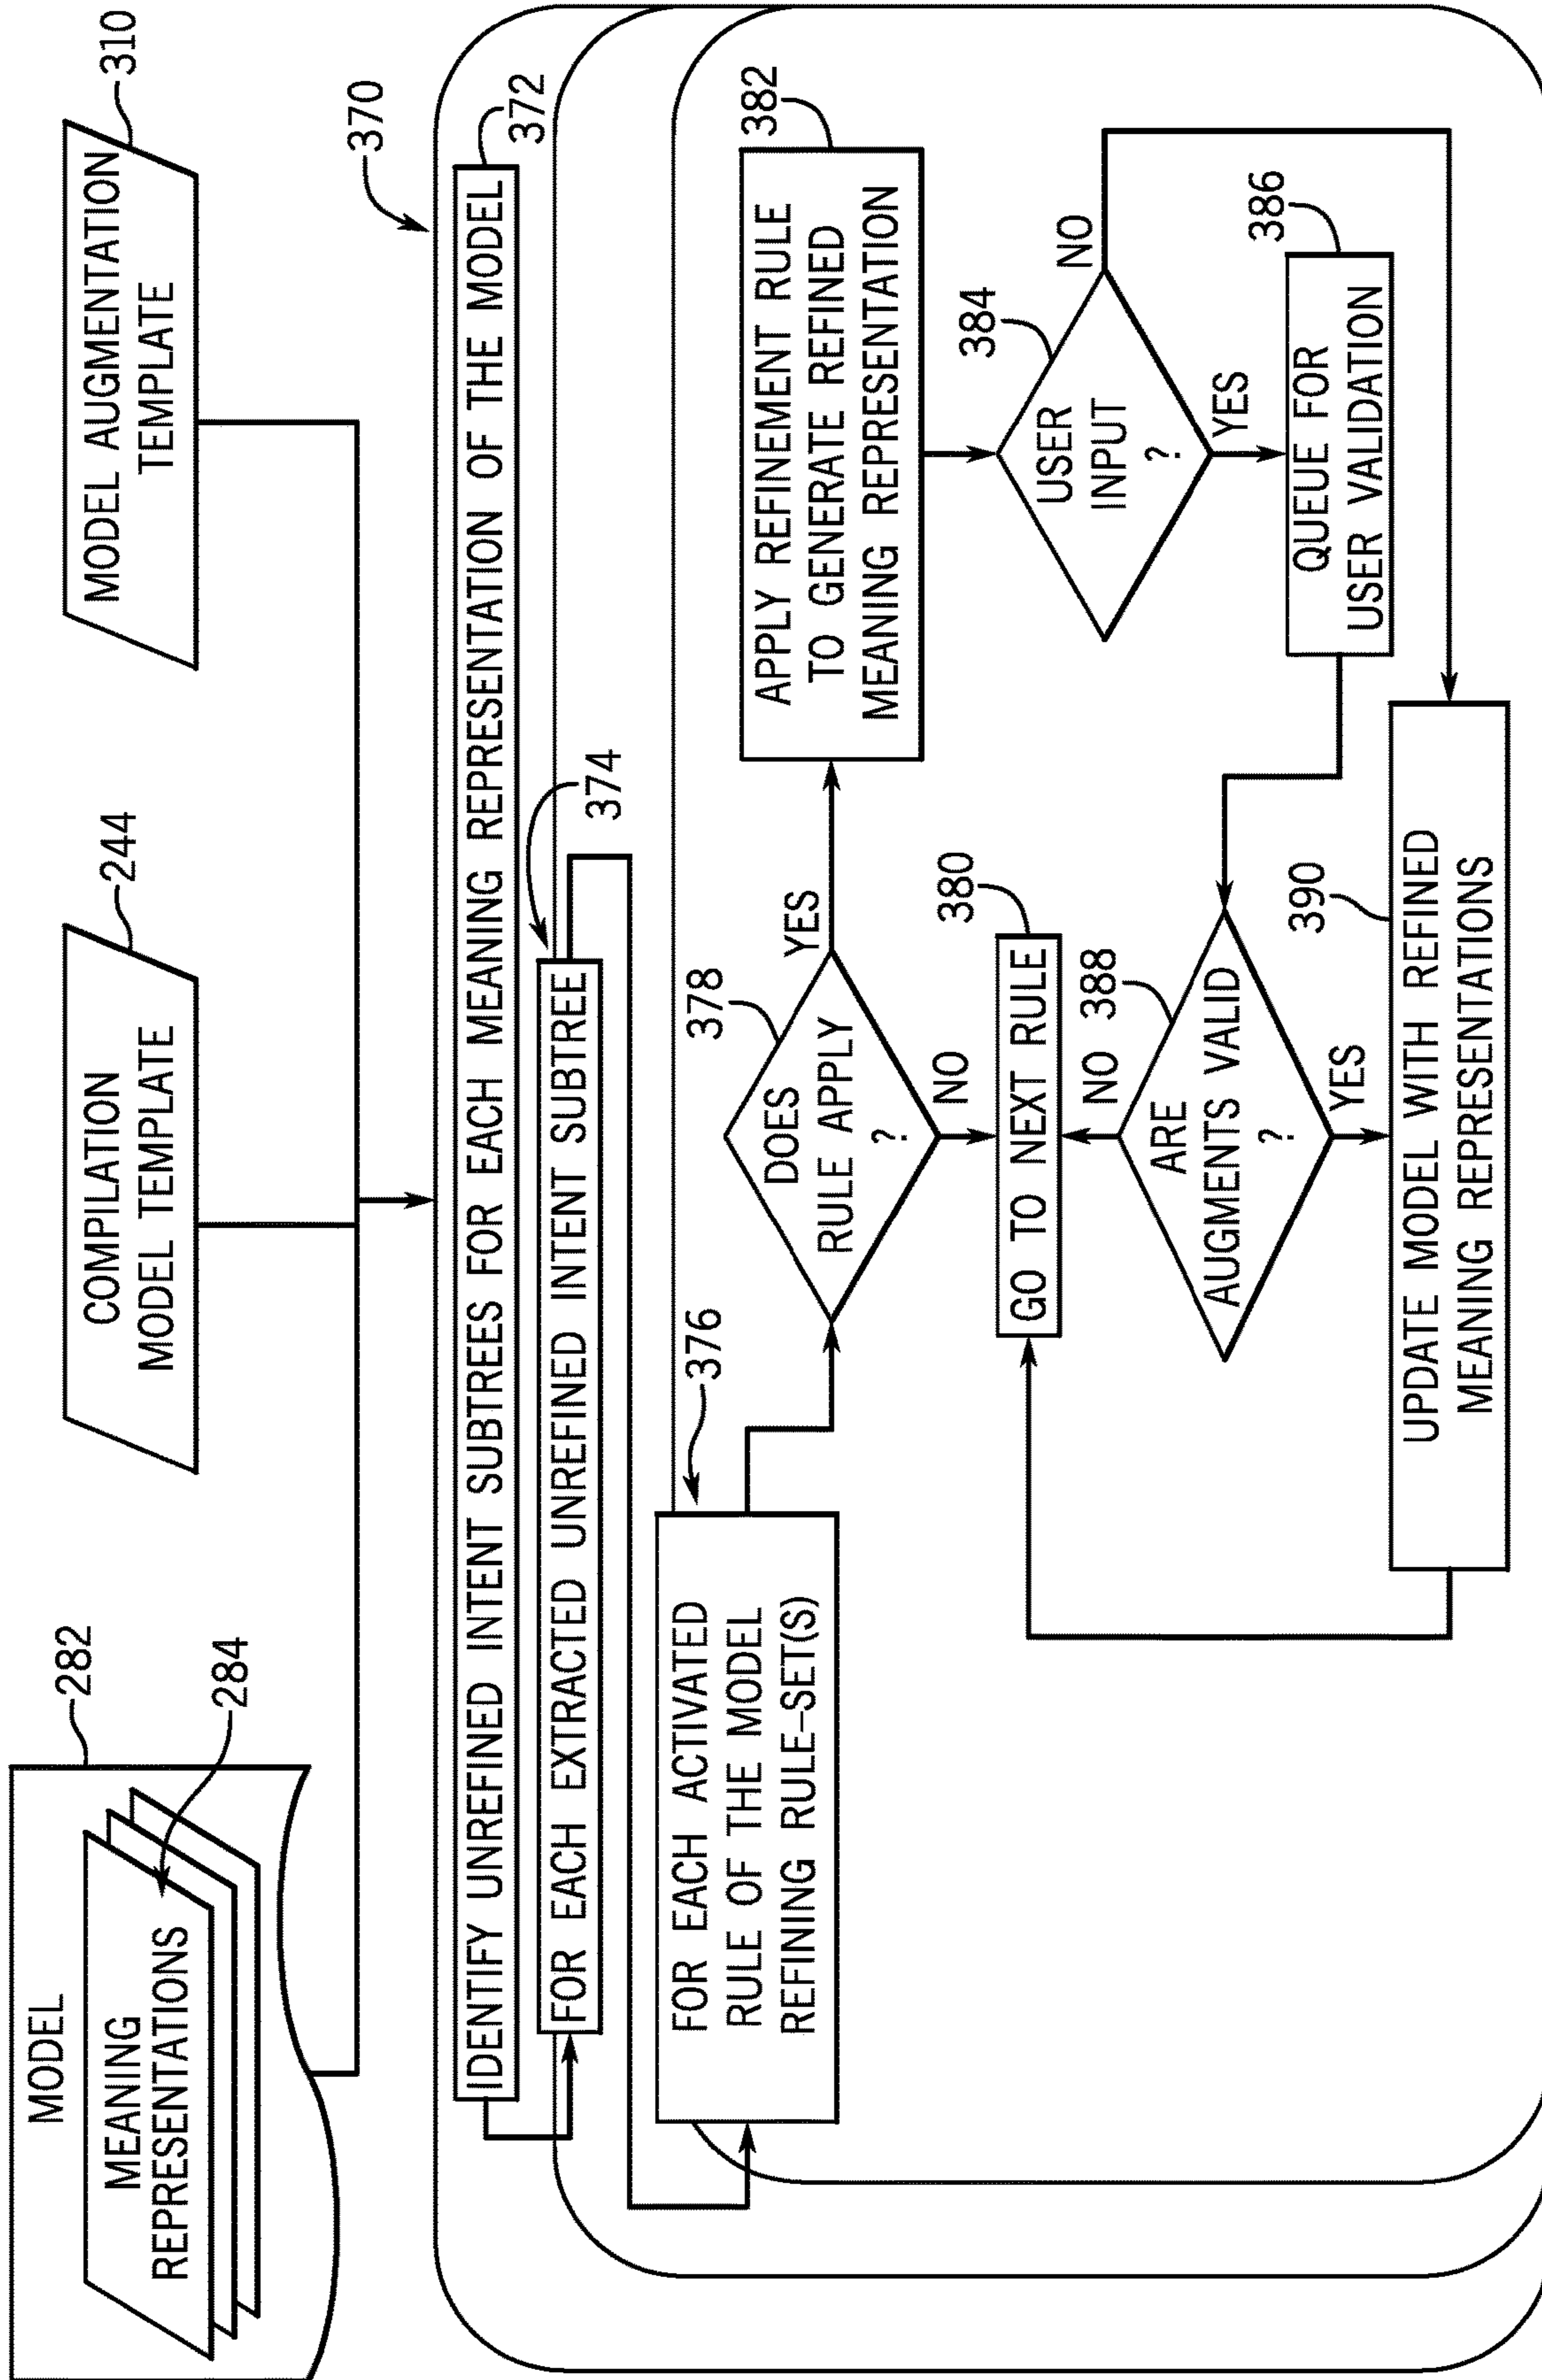 MODEL
282
MEANING
REPRESENTATIONS
284
COMPILATION
MODEL TEMPLATE
244
MODEL AUGMENTATION
TEMPLATE
310
370
IDENTIFY UNREFINED INTENT SUBTREES FOR EACH MEANING REPRESENTATION OF THE MODEL
372
FOR EACH EXTRACTED UNREFINED INTENT SUBTREE
374
FOR EACH ACTIVATED
RULE OF THE MODEL
REFINING RULE-SET(S)
376
DOES
RULE APPLY
?
378
YES
NO
APPLY REFINEMENT RULE
TO GENERATE REFINED
MEANING REPRESENTATION
382
GO TO NEXT RULE
380
USER
INPUT
?
384
NO
YES
ARE
AUGMENTS VALID
?
388
NO
YES
QUEUE FOR
USER VALIDATION
386
UPDATE MODEL WITH REFINED
MEANING REPRESENTATIONS
390